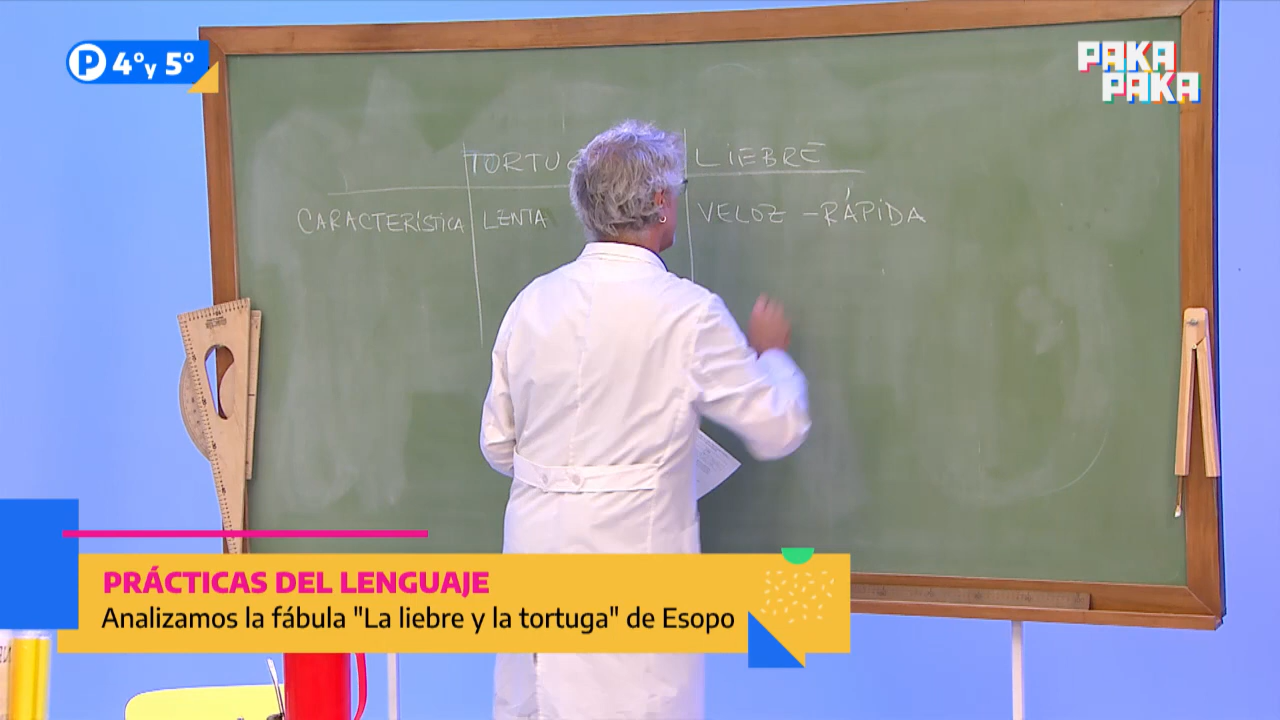 P 4° y 5°
PAKA
PAKA
TORTU LIEBRE
CARACTERÍSTICA LENTA VELOZ - RÁPIDA
PRÁCTICAS DEL LENGUAJE
Analizamos la fábula "La liebre y la tortuga" de Esopo